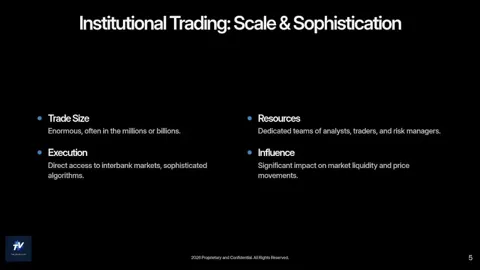 Institutional Trading: Scale & Sophistication
Trade Size
Enormous, often in the millions or billions.
Execution
Direct access to interbank markets, sophisticated
algorithms.
Resources
Dedicated teams of analysts, traders, and risk managers.
Influence
Significant impact on market liquidity and price
movements.
TV
2026 Proprietary and Confidential. All Rights Reserved.
5